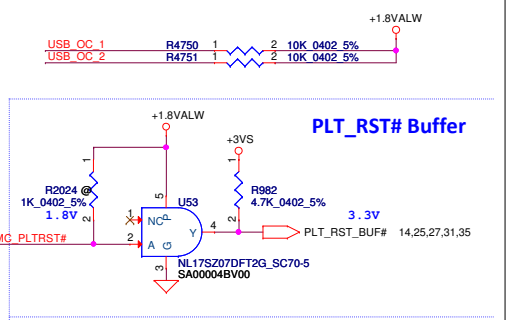 +1.8VALW
USB_OC_1 R4750 1 2 10K_0402_5%
USB_OC_2 R4751 1 2 10K_0402_5%
PLT_RST# Buffer
+1.8VALW
+3VS
1
1
R2024 @
1K_0402_5%
1.8V
2
5
U53
R982
4.7K_0402_5%
2
3.3V
1
NC
P
MC_PLTRST# 2 A G Y 4 PLT_RST_BUF# 14,25,27,31,35
3
NL17SZ07DFT2G_SC70-5
SA00004BV00